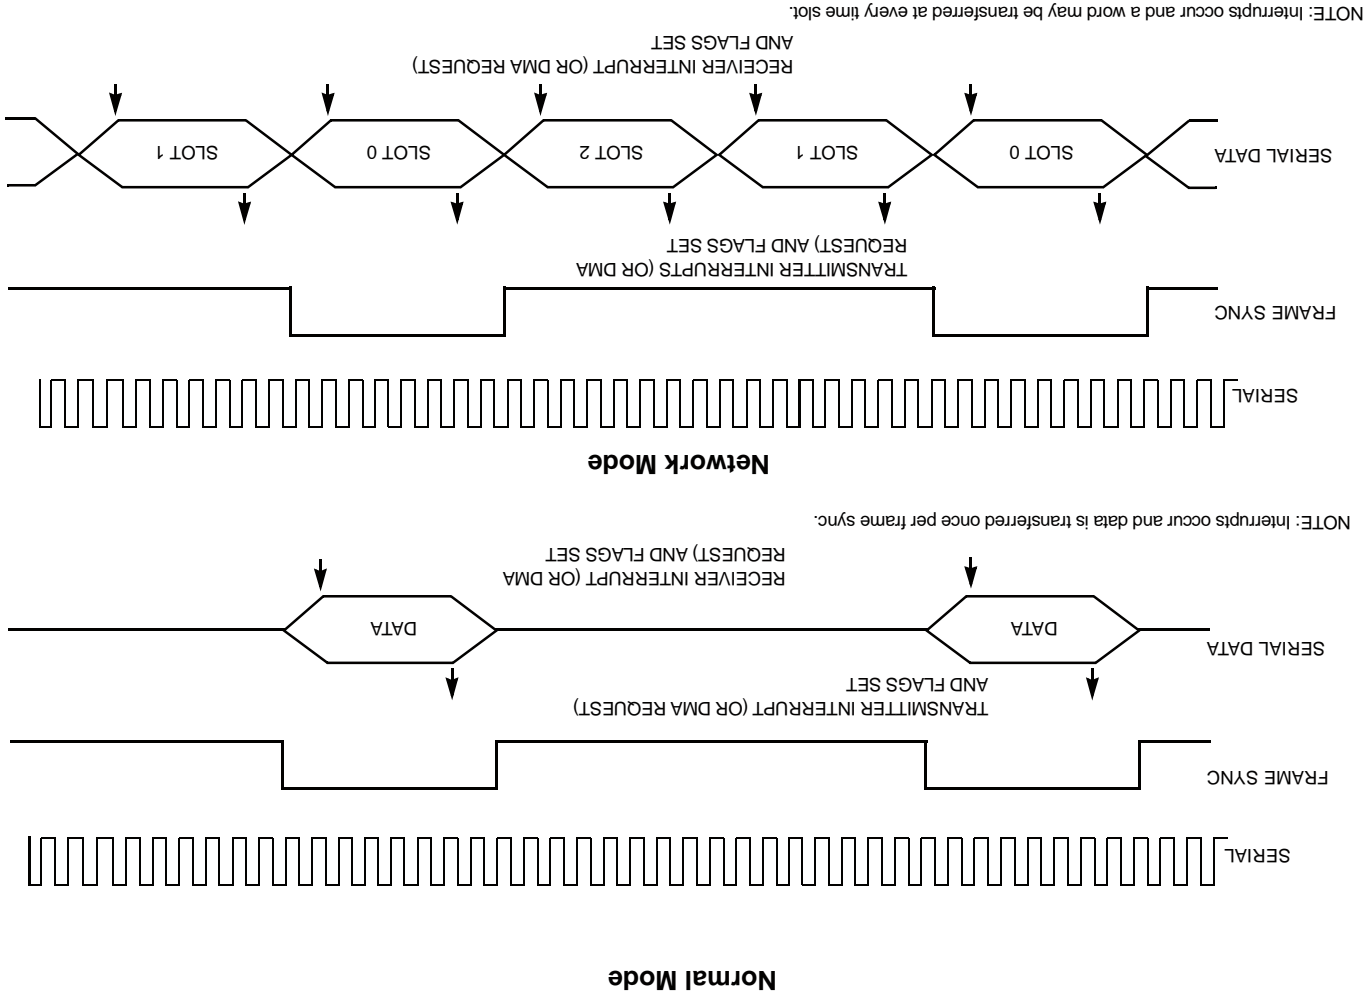 Normal Mode
SERIAL
FRAME SYNC
TRANSMITTER INTERRUPT (OR DMA REQUEST)
AND FLAGS SET
SERIAL DATA
DATA
DATA
RECEIVER INTERRUPT (OR DMA
REQUEST) AND FLAGS SET
NOTE: Interrupts occur and data is transferred once per frame sync.
Network Mode
SERIAL
FRAME SYNC
TRANSMITTER INTERRUPTS (OR DMA
REQUEST) AND FLAGS SET
SERIAL DATA
SLOT 0
SLOT 1
SLOT 2
SLOT 0
SLOT 1
RECEIVER INTERRUPT (OR DMA REQUEST)
AND FLAGS SET
NOTE: Interrupts occur and a word may be transferred at every time slot.